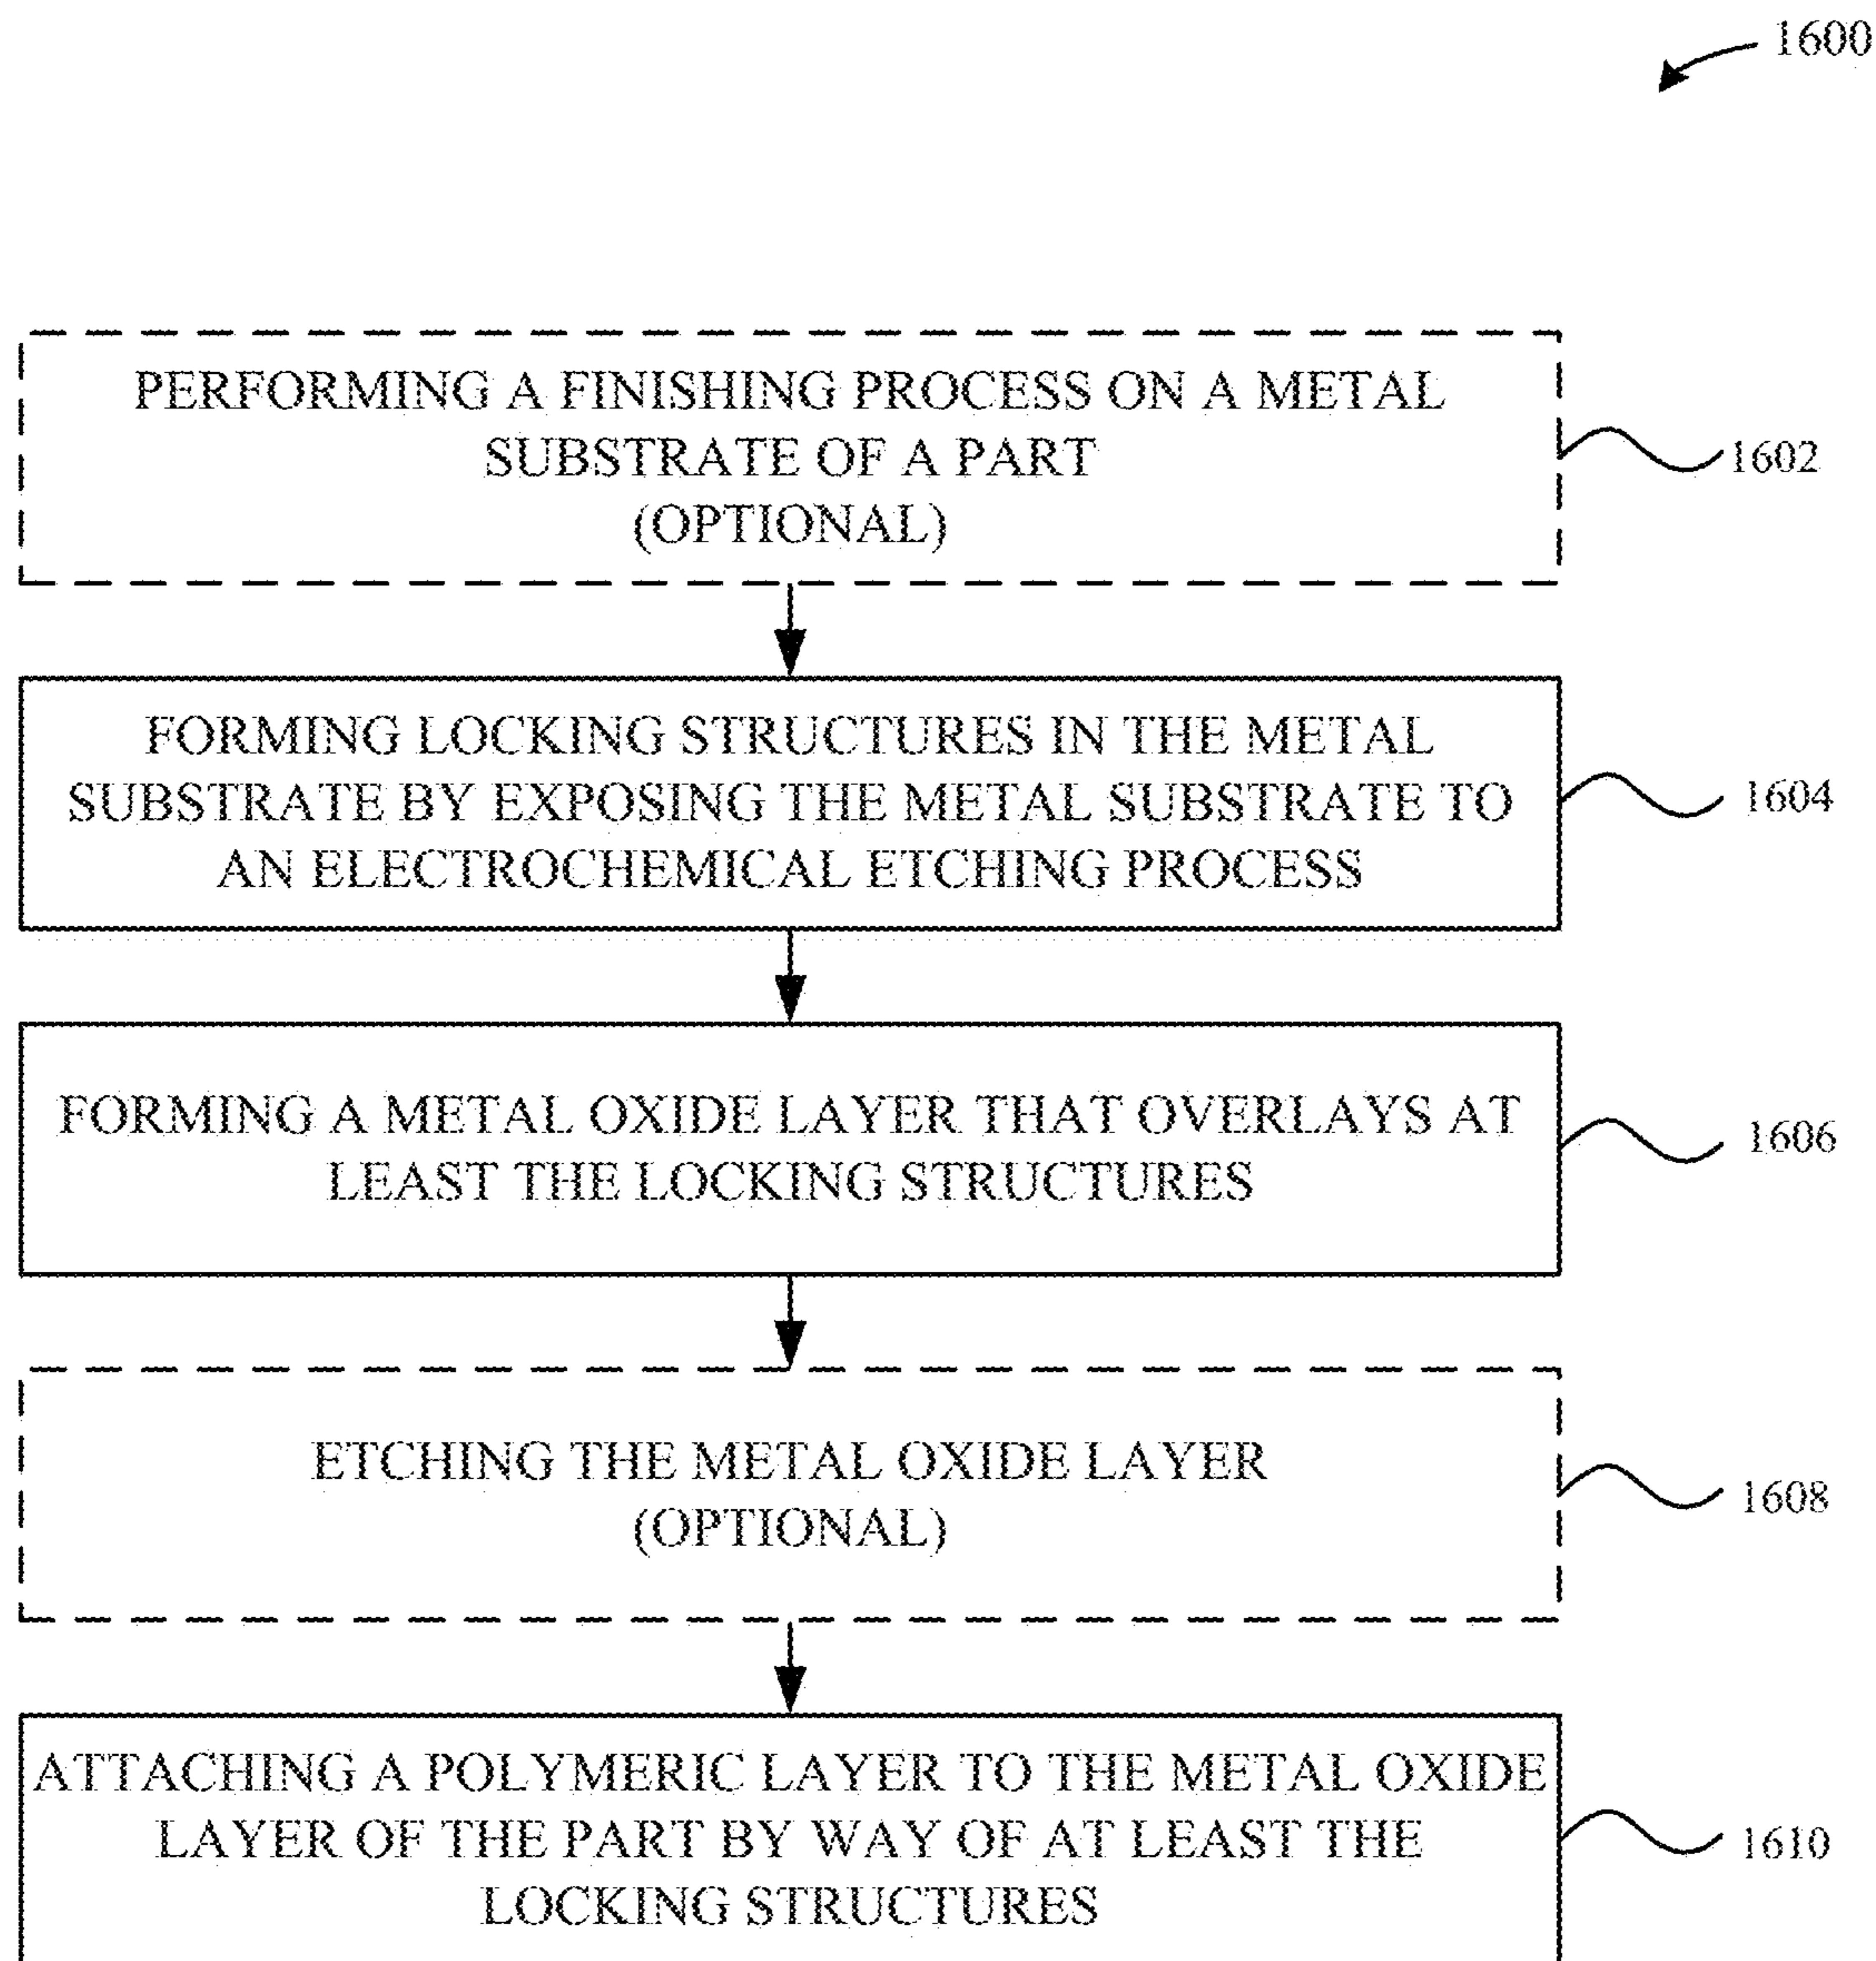 1600
PERFORMING A FINISHING PROCESS ON A METAL
SUBSTRATE OF A PART
(OPTIONAL)
1602
FORMING LOCKING STRUCTURES IN THE METAL
SUBSTRATE BY EXPOSING THE METAL SUBSTRATE TO
AN ELECTROCHEMICAL ETCHING PROCESS
1604
FORMING A METAL OXIDE LAYER THAT OVERLAYS AT
LEAST THE LOCKING STRUCTURES
1606
ETCHING THE METAL OXIDE LAYER
(OPTIONAL)
1608
ATTACHING A POLYMERIC LAYER TO THE METAL OXIDE
LAYER OF THE PART BY WAY OF AT LEAST THE
LOCKING STRUCTURES
1610